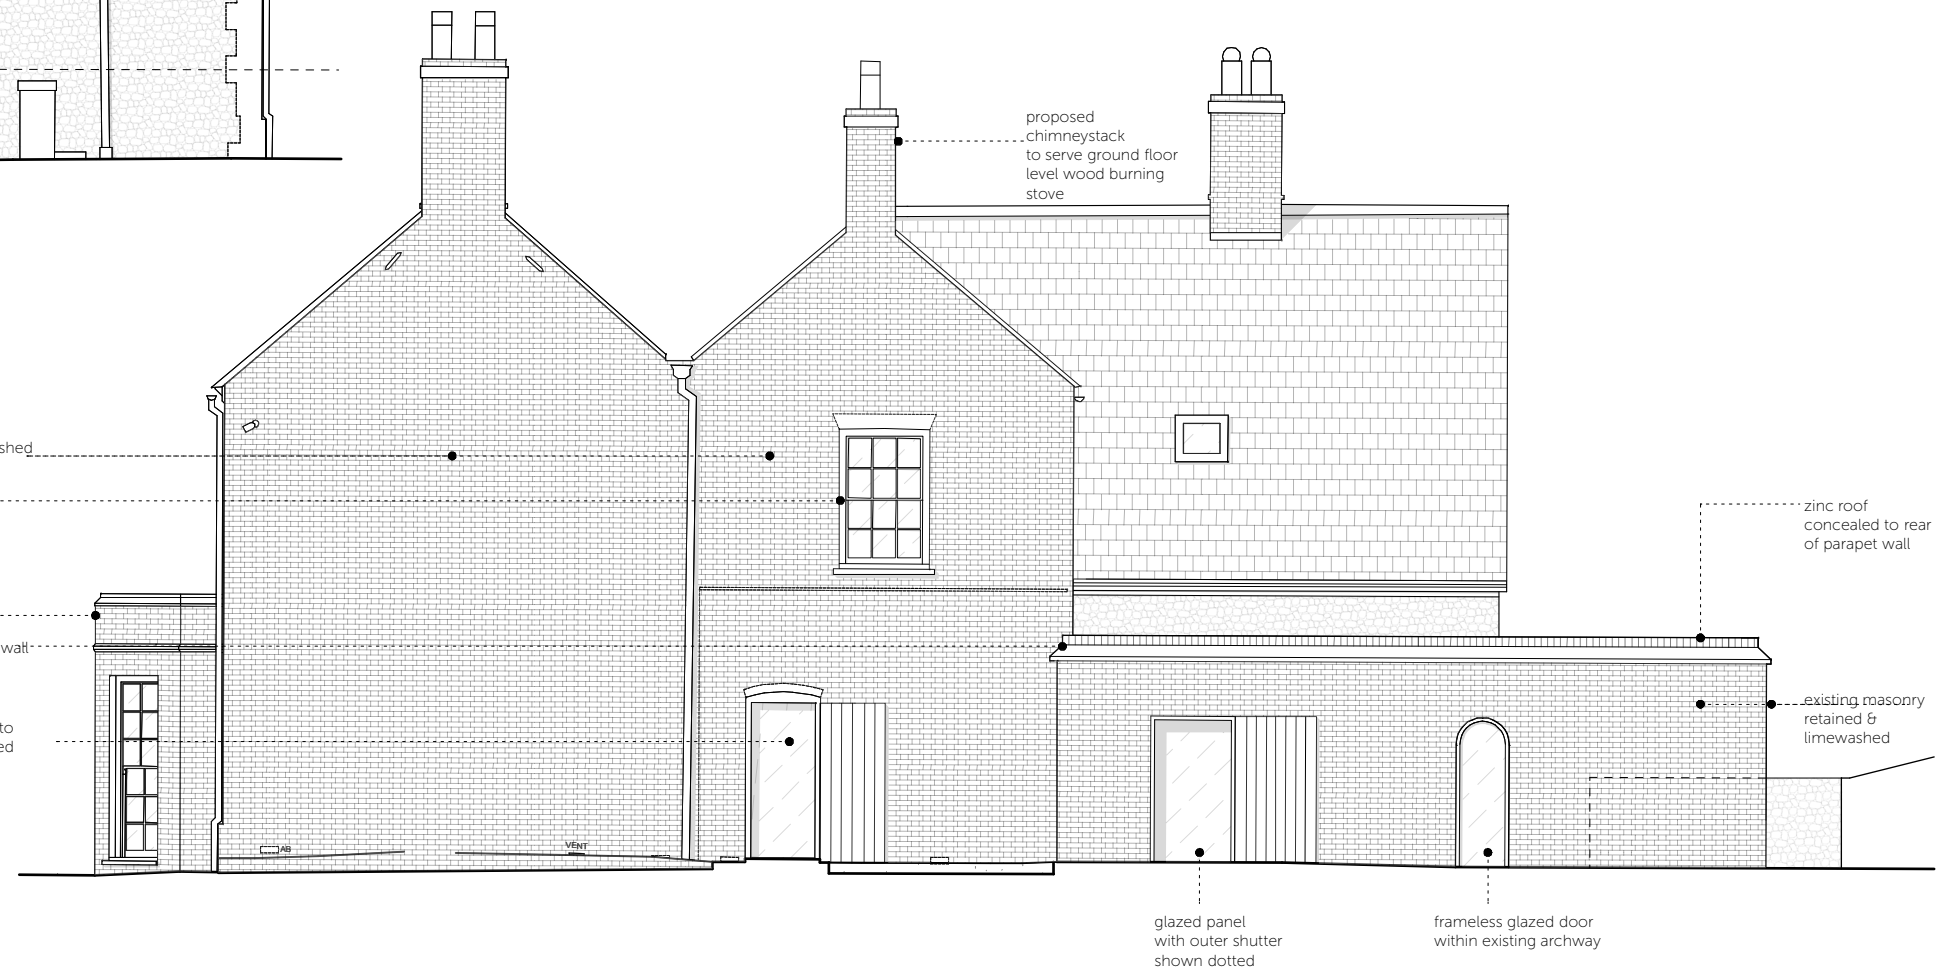 proposed
chimneystack
to serve ground floor
level wood burning
stove
shed
zinc roof
concealed to rear
of parapet wall
wall
existing masonry
retained &
limewashed
to
ed
AB
VENT
glazed panel
with outer shutter
shown dotted
frameless glazed door
within existing archway